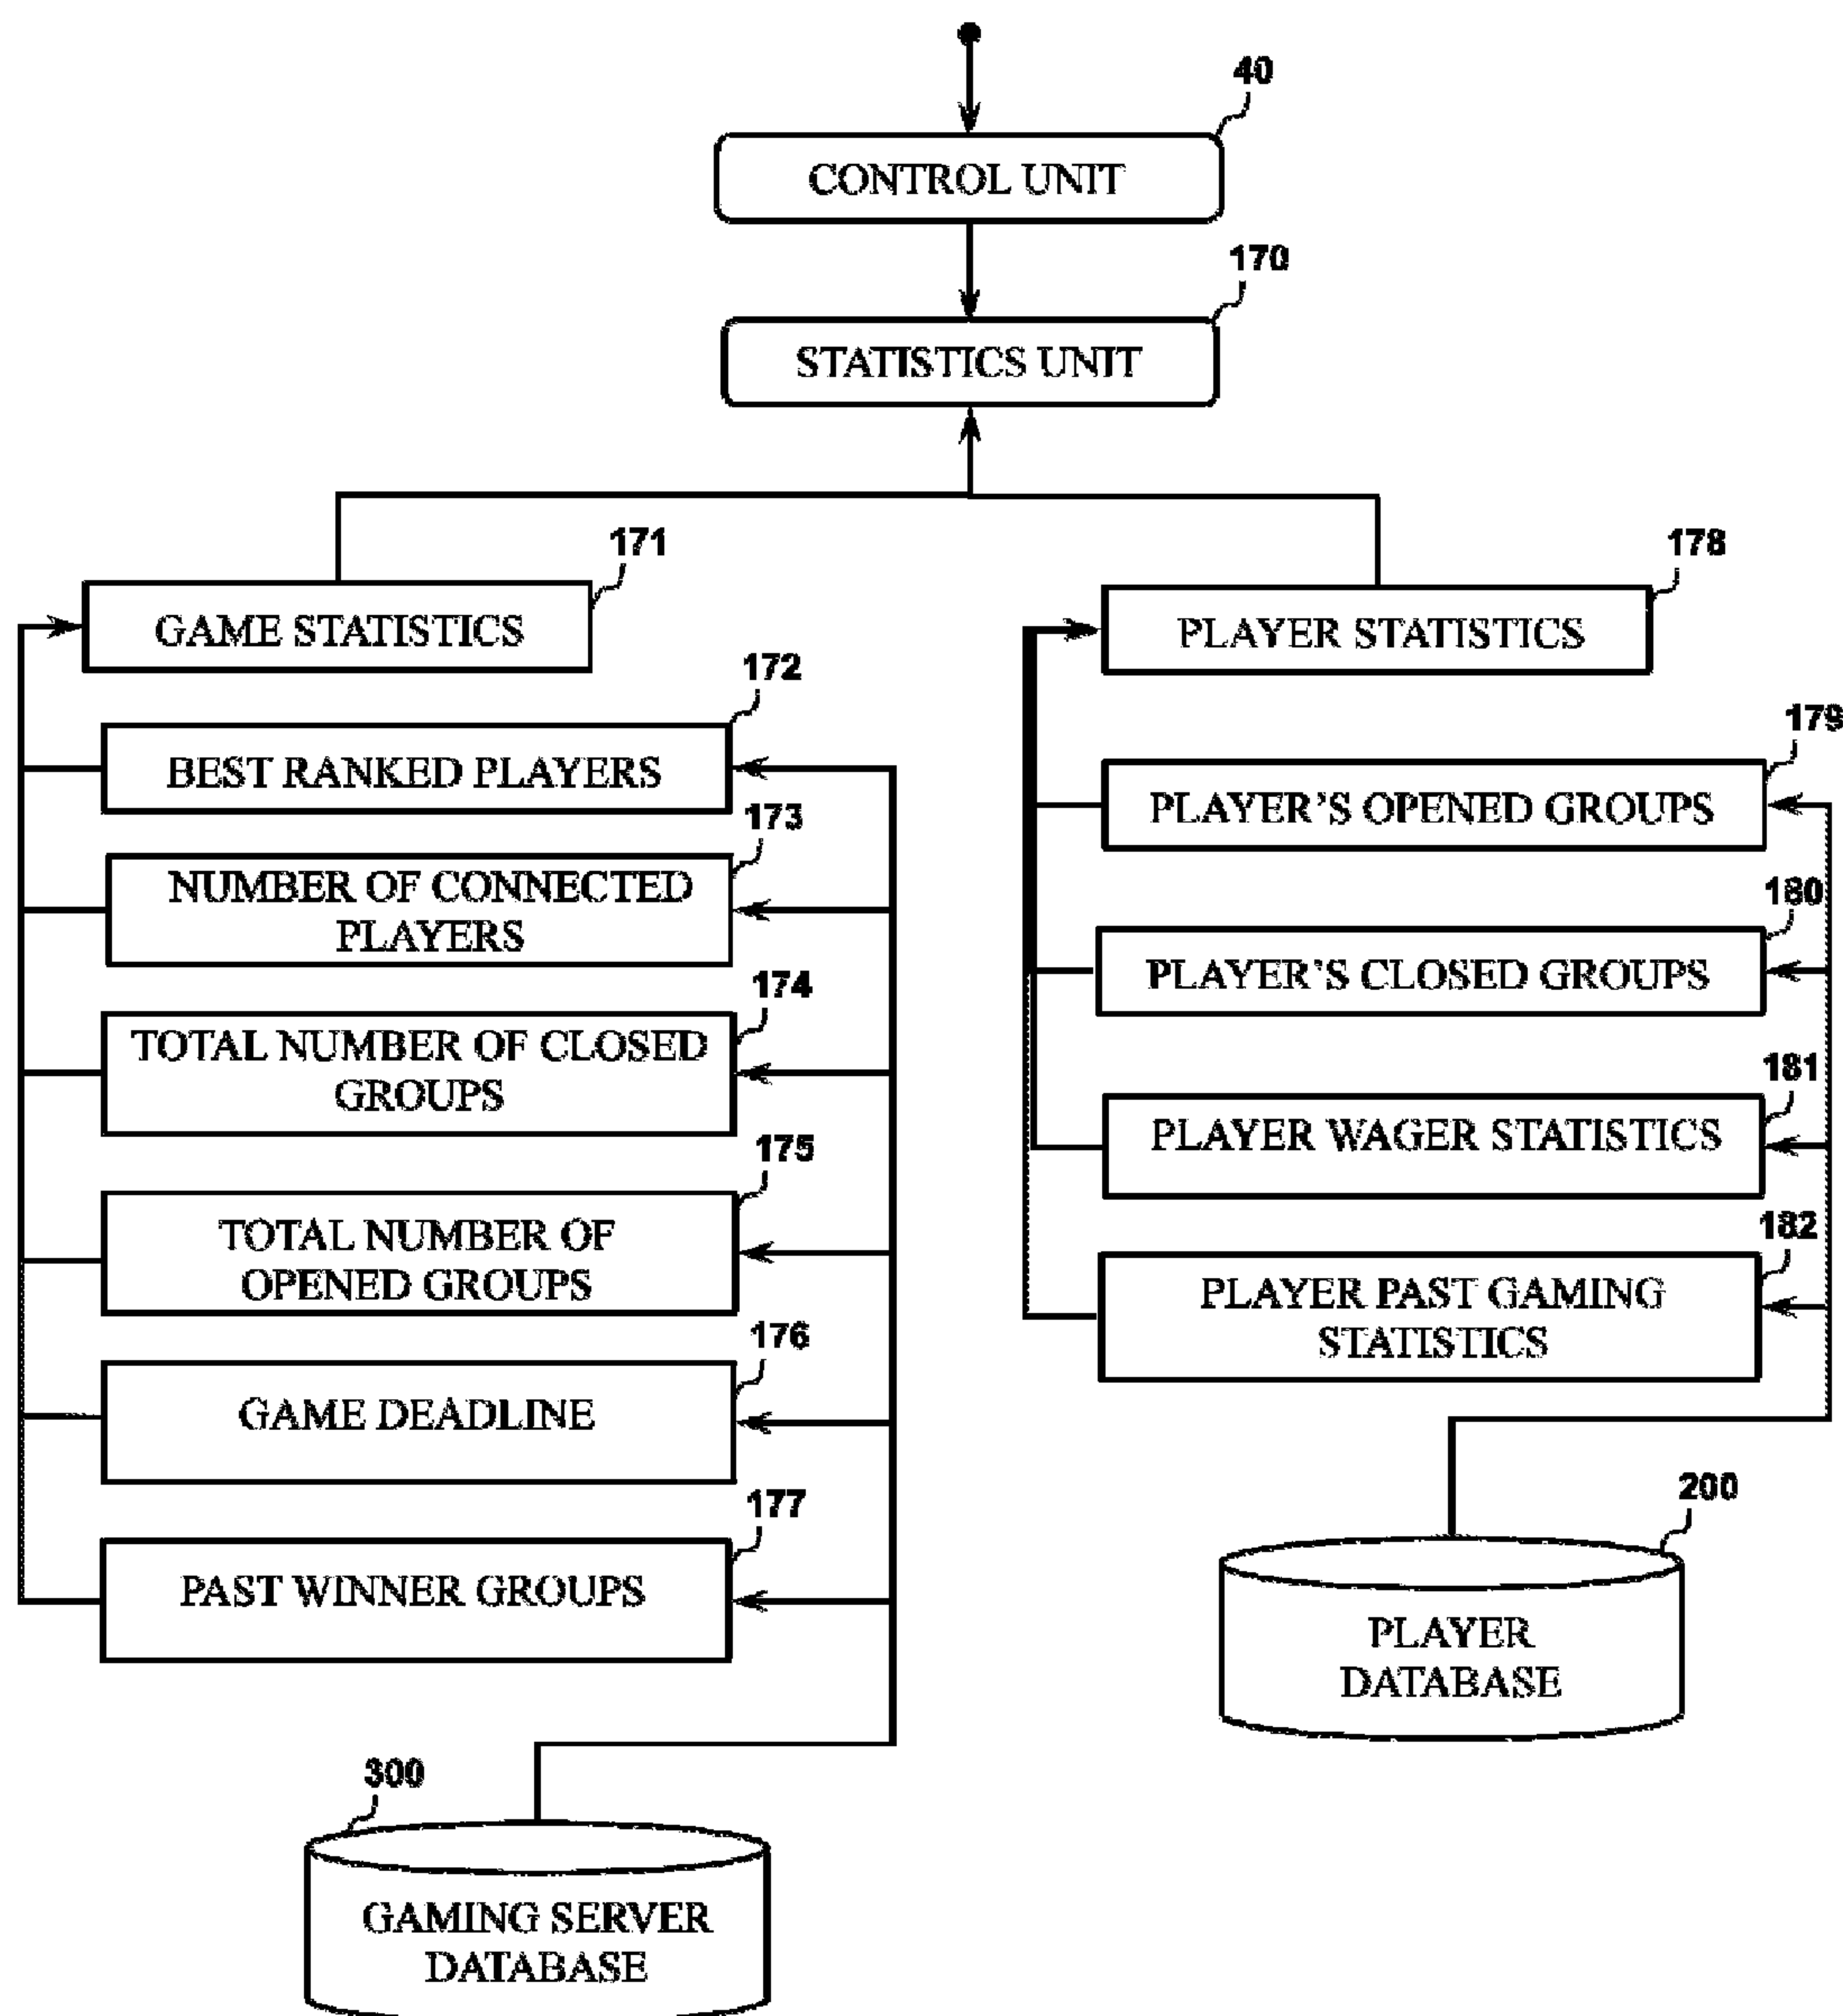 40
CONTROL UNIT
170
STATISTICS UNIT
171
GAME STATISTICS
172
BEST RANKED PLAYERS
173
NUMBER OF CONNECTED
PLAYERS
174
TOTAL NUMBER OF CLOSED
GROUPS
175
TOTAL NUMBER OF
OPENED GROUPS
176
GAME DEADLINE
177
PAST WINNER GROUPS
300
GAMING SERVER
DATABASE
178
PLAYER STATISTICS
179
PLAYER'S OPENED GROUPS
180
PLAYER'S CLOSED GROUPS
181
PLAYER WAGER STATISTICS
182
PLAYER PAST GAMING
STATISTICS
200
PLAYER
DATABASE